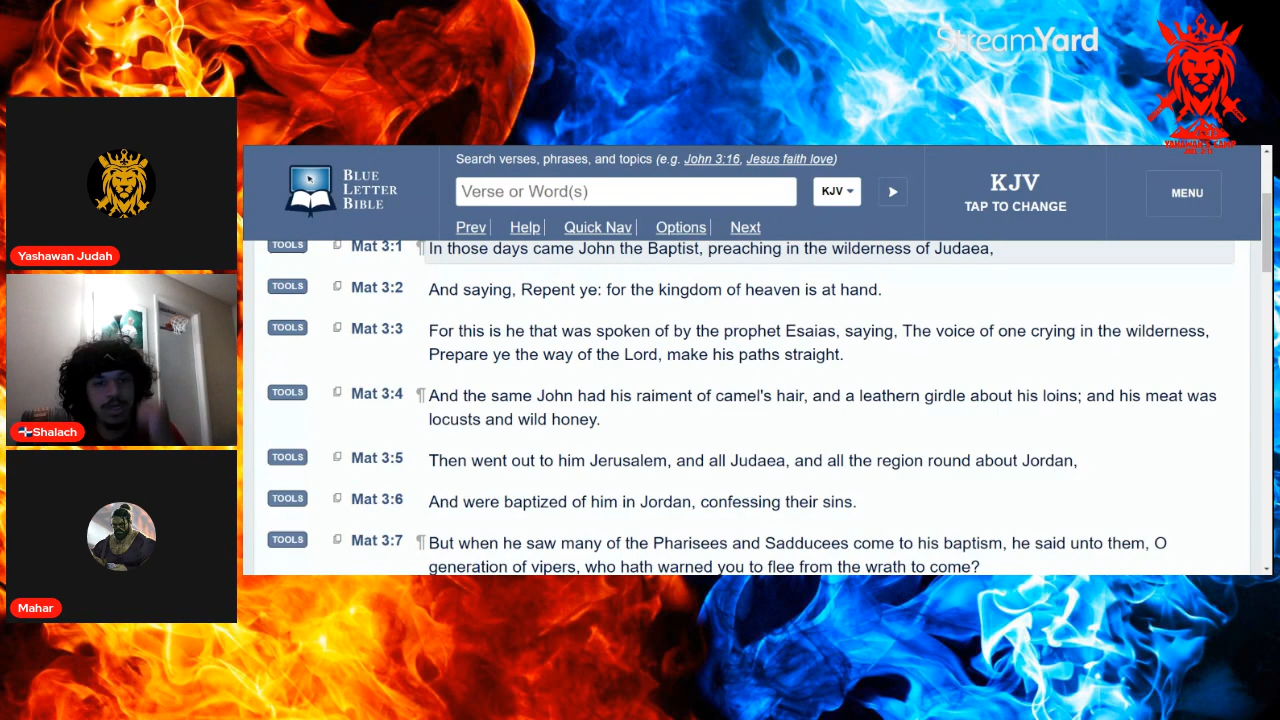 StreamYard
YAHAWAH'S CAMP
Yashawan Judah
Shalach
Mahar
BLUE
LETTER
BIBLE
Search verses, phrases, and topics (e.g. John 3:16, Jesus faith love)
Verse or Word(s)
KJV
KJV
TAP TO CHANGE
MENU
Prev Help Quick Nav Options Next
TOOLS Mat 3:1 ¶In those days came John the Baptist, preaching in the wilderness of Judaea,
TOOLS Mat 3:2 And saying, Repent ye: for the kingdom of heaven is at hand.
TOOLS Mat 3:3 For this is he that was spoken of by the prophet Esaias, saying, The voice of one crying in the wilderness,
Prepare ye the way of the Lord, make his paths straight.
TOOLS Mat 3:4 ¶And the same John had his raiment of camel's hair, and a leathern girdle about his loins; and his meat was
locusts and wild honey.
TOOLS Mat 3:5 Then went out to him Jerusalem, and all Judaea, and all the region round about Jordan,
TOOLS Mat 3:6 And were baptized of him in Jordan, confessing their sins.
TOOLS Mat 3:7 ¶But when he saw many of the Pharisees and Sadducees come to his baptism, he said unto them, O
generation of vipers, who hath warned you to flee from the wrath to come?